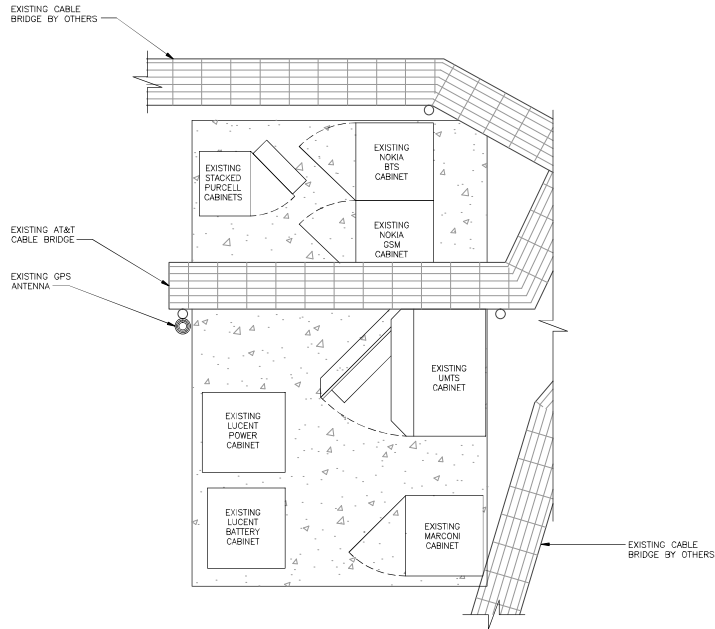 EXISTING CABLE
BRIDGE BY OTHERS
EXISTING
NOKIA
BTS
CABINET
EXISTING
STACKED
PURCELL
CABINETS
EXISTING
NOKIA
GSM
CABINET
EXISTING AT&T
CABLE BRIDGE
EXISTING GPS
ANTENNA
EXISTING
UMTS
CABINET
EXISTING
LUCENT
POWER
CABINET
EXISTING
LUCENT
BATTERY
CABINET
EXISTING
MARCONI
CABINET
EXISTING CABLE
BRIDGE BY OTHERS